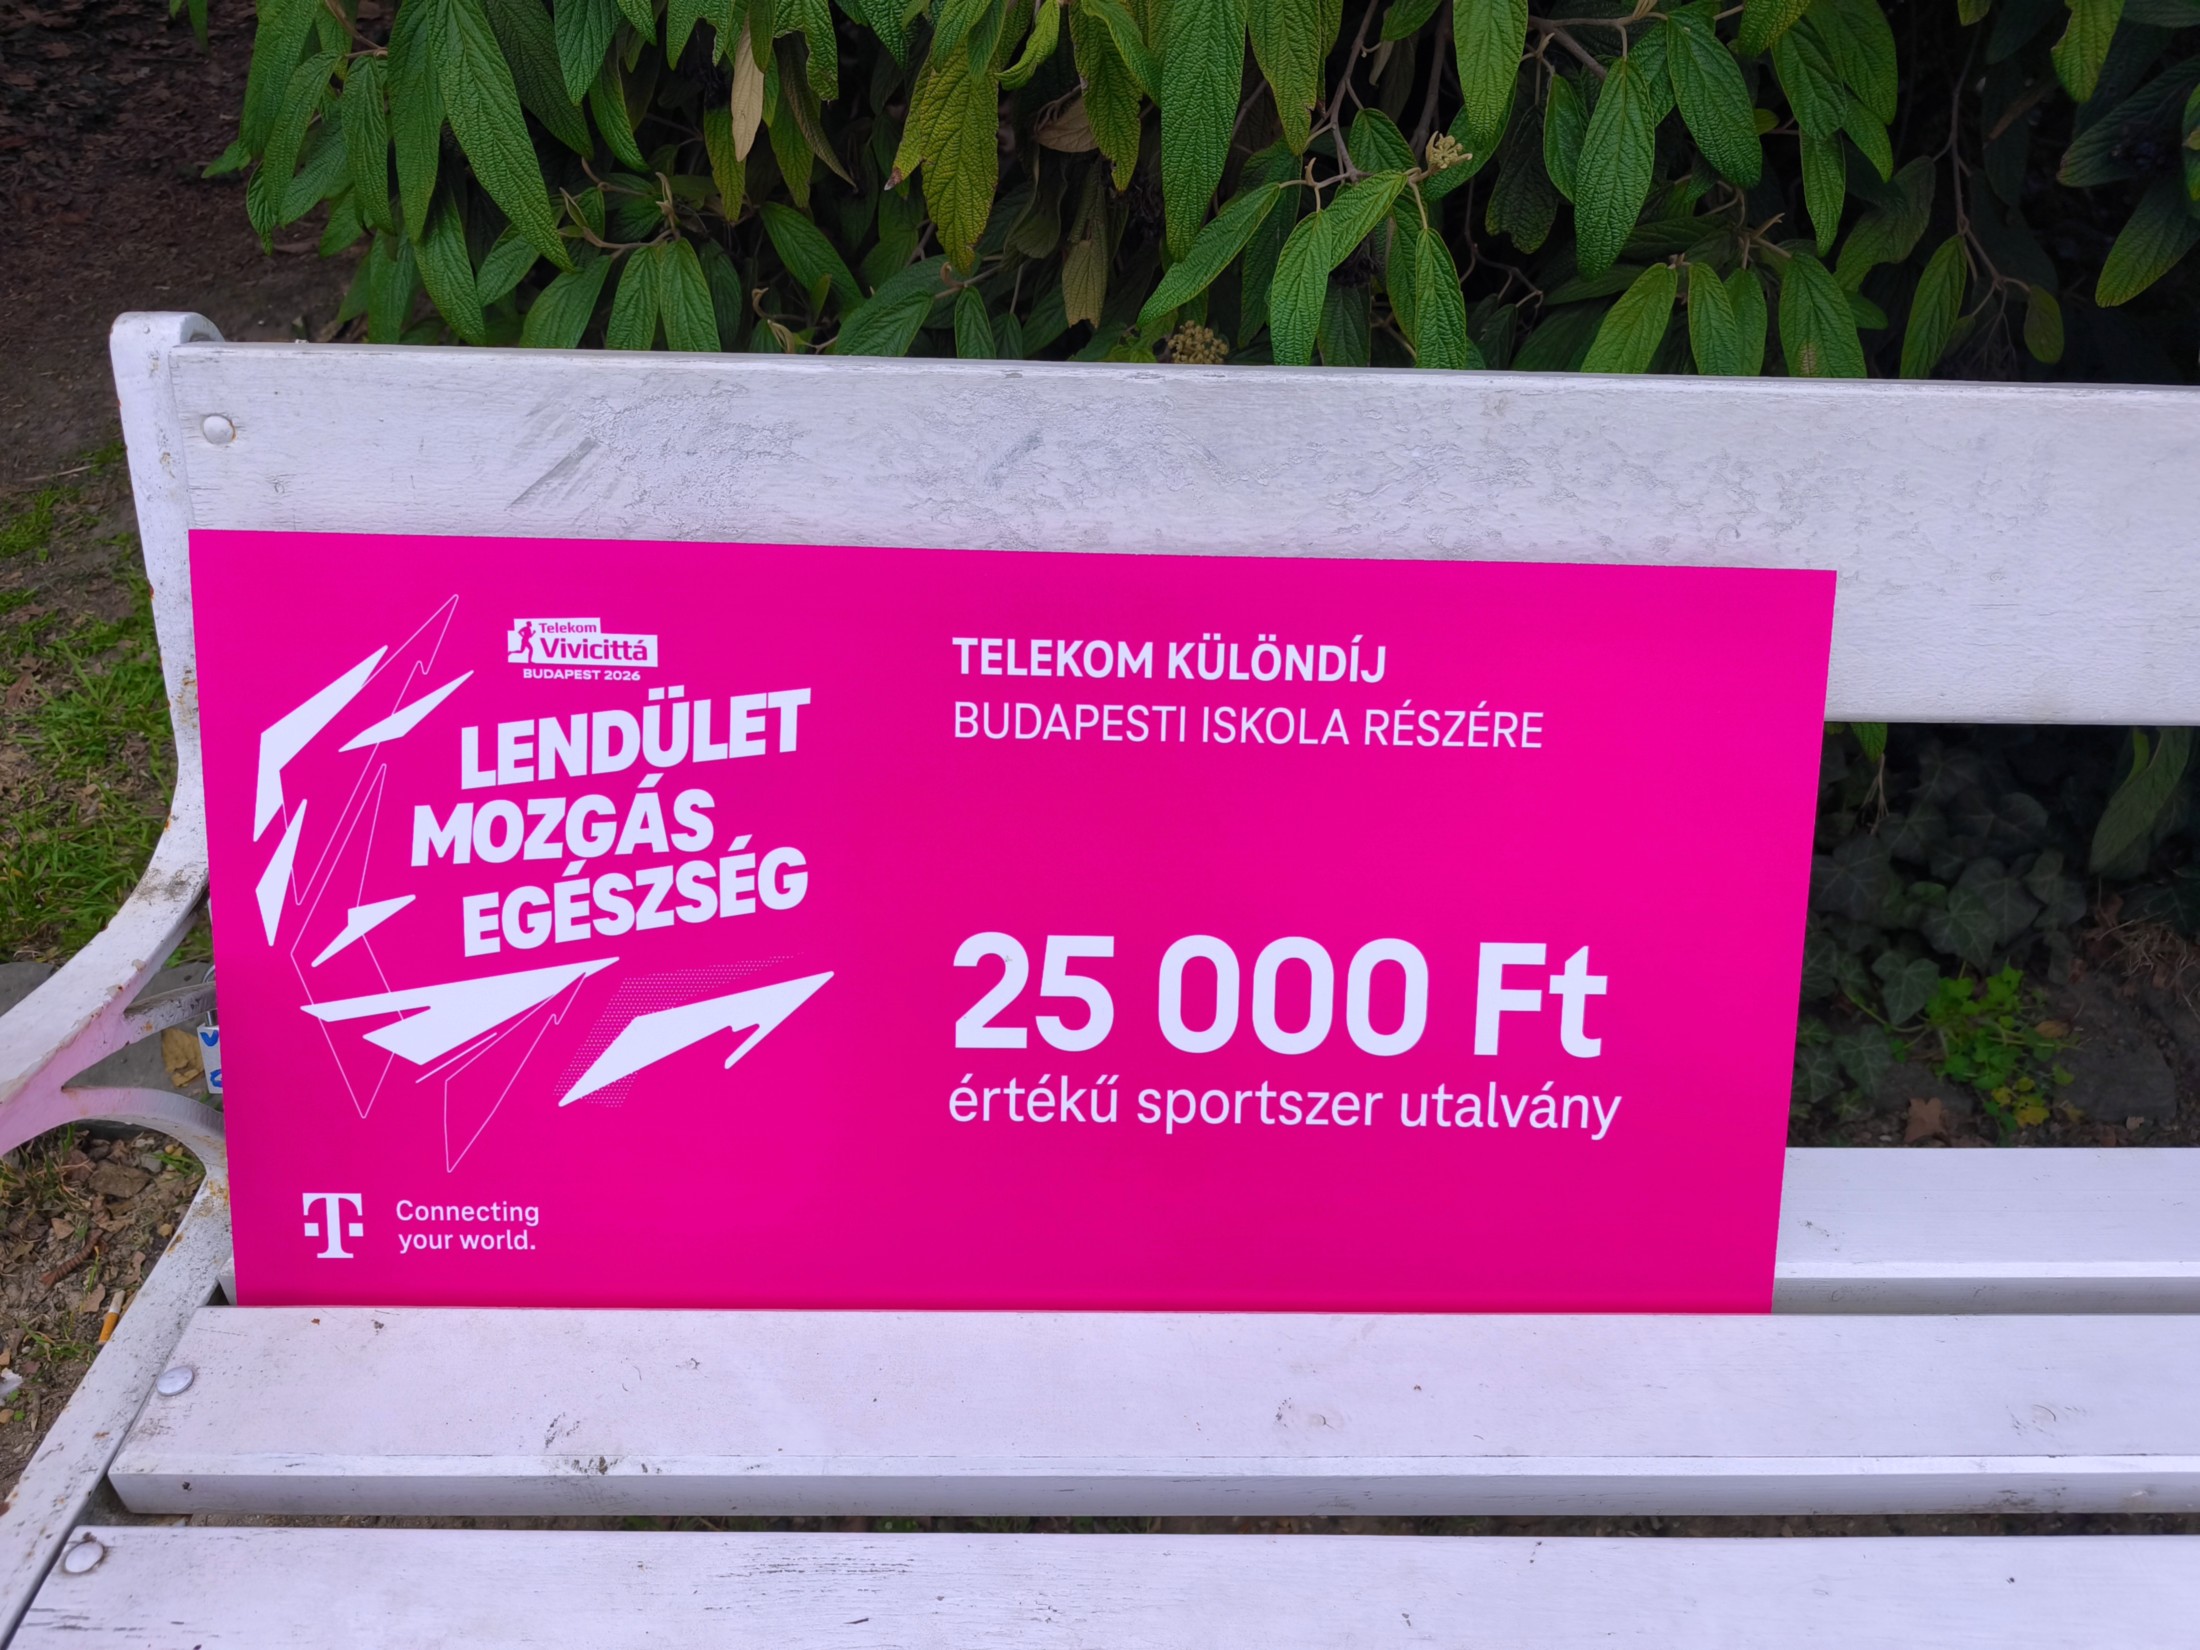 Telekom
Vivicittá
BUDAPEST 2026
LENDÜLET
MOZGÁS
EGÉSZSÉG
T
Connecting
your world.
TELEKOM KÜLÖNDÍJ
BUDAPESTI ISKOLA RÉSZÉRE
25 000 Ft
értékű sportszer utalvány